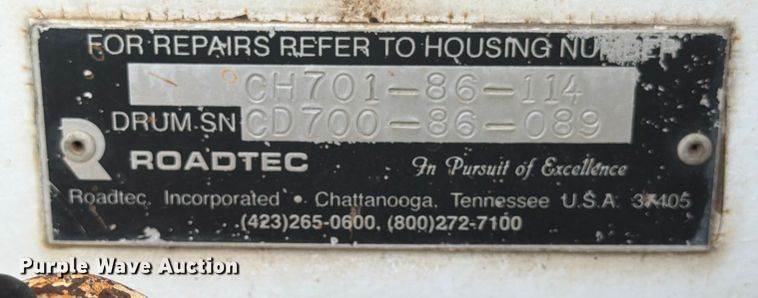 FOR REPAIRS REFER TO HOUSING NUMBER
CH701-86-114
DRUM SN CD700-86-089
R ROADTEC In Pursuit of Excellence
Roadtec, Incorporated • Chattanooga, Tennessee U.S.A. 37405
(423)265-0600, (800)272-7100
Purple Wave Auction